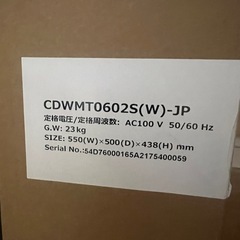 CDWMT0602S(W)-JP
定格電圧/定格周波数: AC100 V 50/60 Hz
G.W: 23kg
SIZE: 550(W)×500(D)×438(H) mm
Serial No.:54D76000165A2175400059